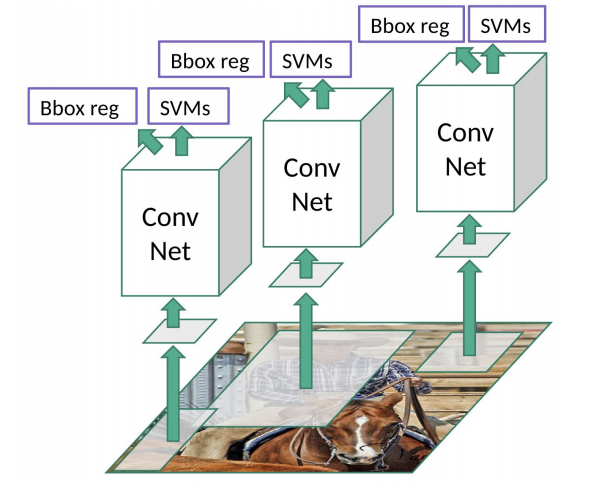 Bbox reg SVMs
Bbox reg SVMs
Bbox reg SVMs
Conv
Net
Conv
Net
Conv
Net